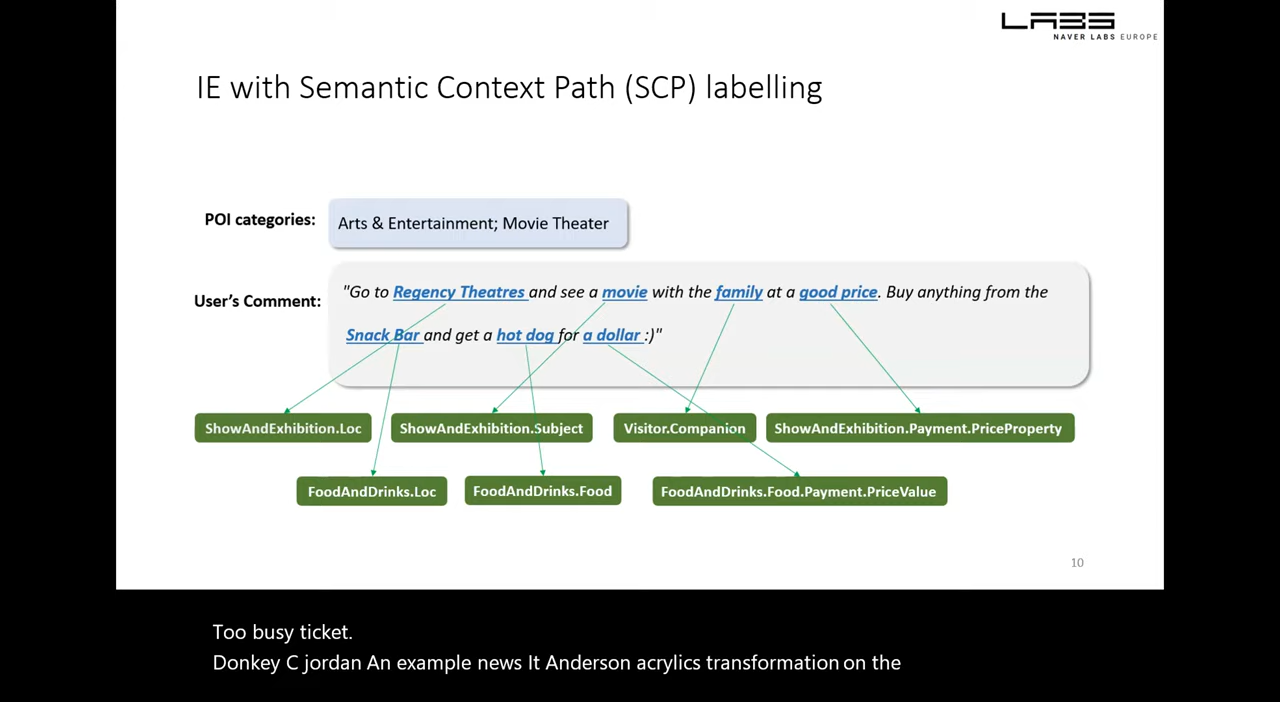 LABS
NAVER LABS EUROPE
IE with Semantic Context Path (SCP) labelling
POI categories:
Arts & Entertainment; Movie Theater
User's Comment:
"Go to Regency Theatres and see a movie with the family at a good price. Buy anything from the
Snack Bar and get a hot dog for a dollar :)"
ShowAndExhibition.Loc
ShowAndExhibition.Subject
Visitor.Companion
ShowAndExhibition.Payment.PriceProperty
FoodAndDrinks.Loc
FoodAndDrinks.Food
FoodAndDrinks.Food.Payment.PriceValue
10
Too busy ticket.
Donkey C jordan An example news It Anderson acrylics transformation on the